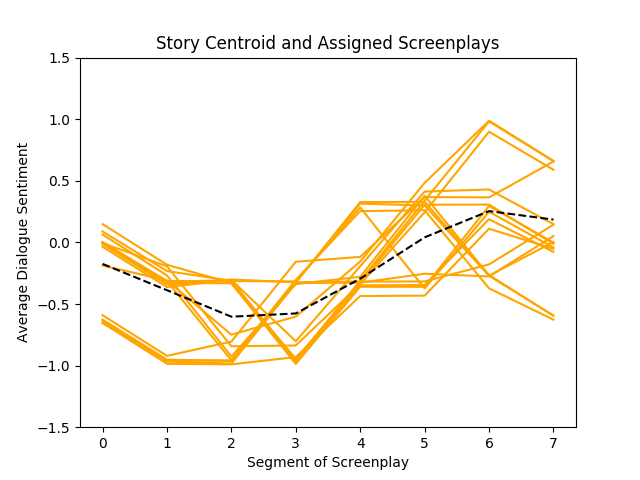 Story Centroid and Assigned Screenplays
1.5
1.0
0.5
0.0
−0.5
−1.0
−1.5
Average Dialogue Sentiment
0 1 2 3 4 5 6 7
Segment of Screenplay